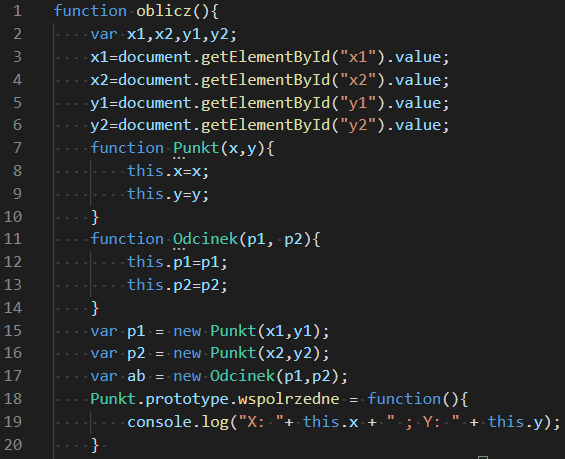 1 function oblicz(){
2     var x1,x2,y1,y2;
3     x1=document.getElementById("x1").value;
4     x2=document.getElementById("x2").value;
5     y1=document.getElementById("y1").value;
6     y2=document.getElementById("y2").value;
7     function Punkt(x,y){
8         this.x=x;
9         this.y=y;
10     }
11     function Odcinek(p1, p2){
12         this.p1=p1;
13         this.p2=p2;
14     }
15     var p1 = new Punkt(x1,y1);
16     var p2 = new Punkt(x2,y2);
17     var ab = new Odcinek(p1,p2);
18     Punkt.prototype.wspolrzedne = function(){
19         console.log("X: "+ this.x + " ; Y: " + this.y);
20     }